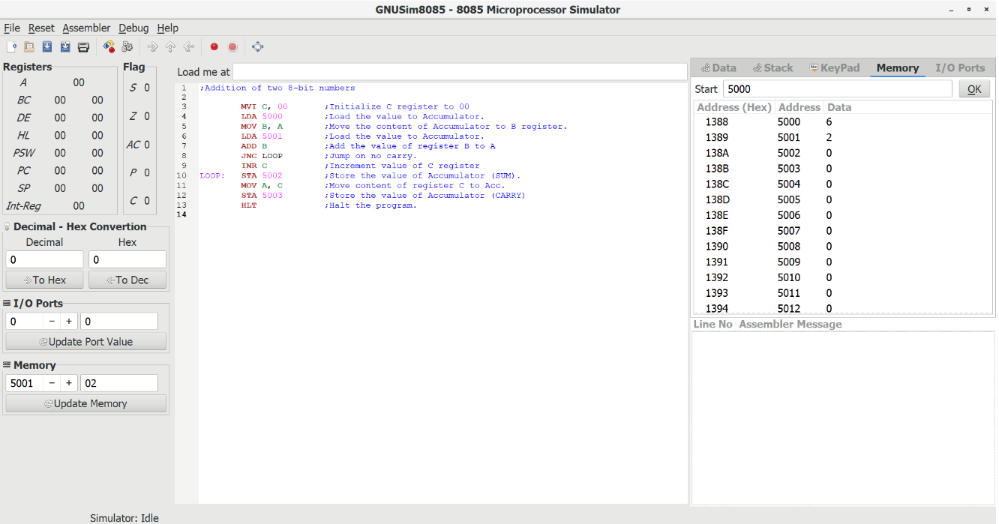 GNUSim8085 - 8085 Microprocessor Simulator
File Reset Assembler Debug Help
Registers
A 00
BC 00 00
DE 00 00
HL 00 00
PSW 00 00
PC 00 00
SP 00 00
Int-Reg 00
Flag
S 0
Z 0
AC 0
P 0
C 0
Decimal - Hex Convertion
Decimal Hex
0 0
To Hex To Dec
I/O Ports
0 − + 0
Update Port Value
Memory
5001 − + 02
Update Memory
Load me at
1 ;Addition of two 8-bit numbers
2
3 MVI C, 00 ;Initialize C register to 00
4 LDA 5000 ;Load the value to Accumulator.
5 MOV B, A ;Move the content of Accumulator to B register.
6 LDA 5001 ;Load the value to Accumulator.
7 ADD B ;Add the value of register B to A
8 JNC LOOP ;Jump on no carry.
9 INR C ;Increment value of C register
10 LOOP: STA 5002 ;Store the value of Accumulator (SUM).
11 MOV A, C ;Move content of register C to Acc.
12 STA 5003 ;Store the value of Accumulator (CARRY)
13 HLT ;Halt the program.
14
Data Stack KeyPad Memory I/O Ports
Start 5000 OK
Address (Hex) Address Data
1388 5000 6
1389 5001 2
138A 5002 0
138B 5003 0
138C 5004 0
138D 5005 0
138E 5006 0
138F 5007 0
1390 5008 0
1391 5009 0
1392 5010 0
1393 5011 0
1394 5012 0
Line No Assembler Message
Simulator: Idle